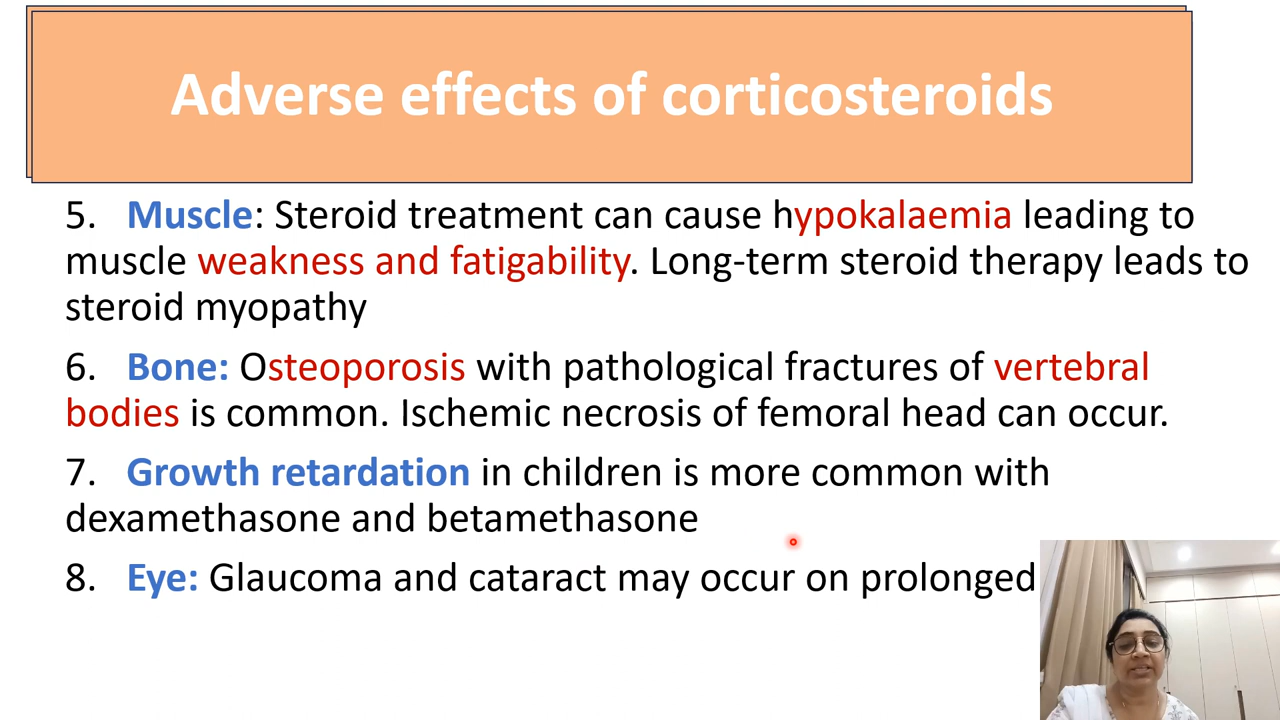 Adverse effects of corticosteroids
5. Muscle: Steroid treatment can cause hypokalaemia leading to
muscle weakness and fatigability. Long-term steroid therapy leads to
steroid myopathy
6. Bone: Osteoporosis with pathological fractures of vertebral
bodies is common. Ischemic necrosis of femoral head can occur.
7. Growth retardation in children is more common with
dexamethasone and betamethasone
8. Eye: Glaucoma and cataract may occur on prolonged